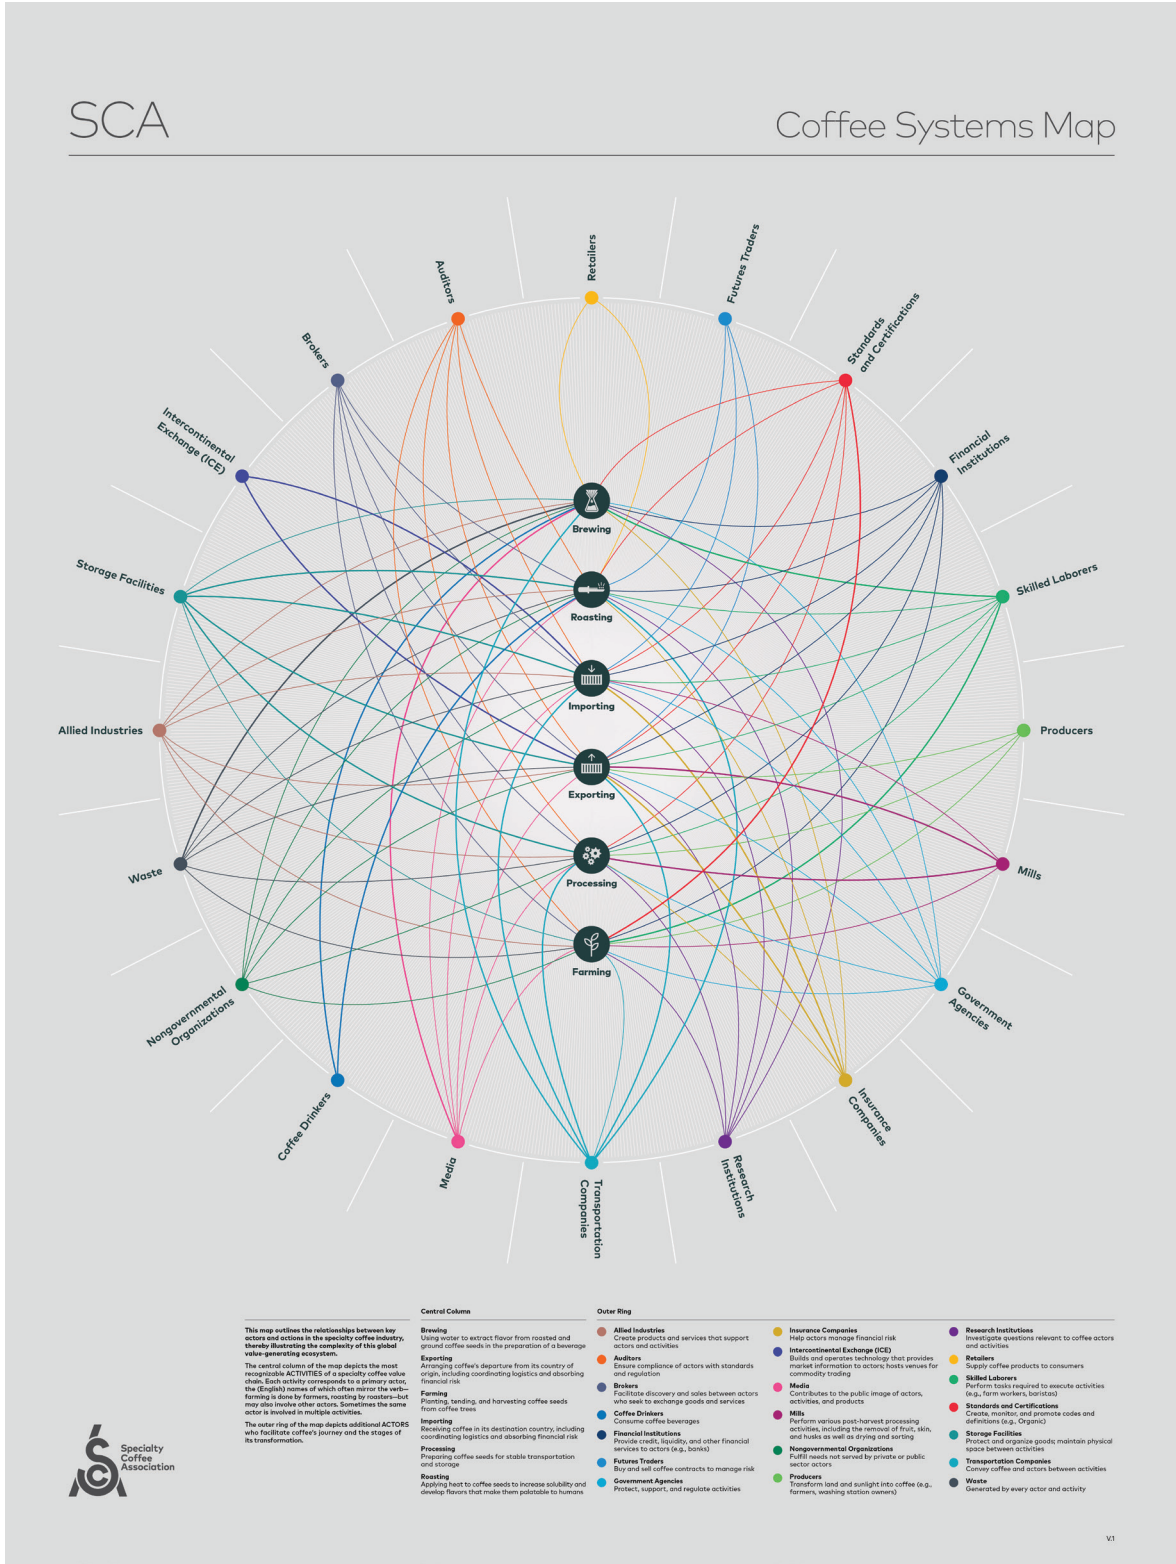 SCA
Coffee Systems Map
Retailers
Futures Traders
Standards
and Certifications
Financial
Institutions
Skilled Laborers
Producers
Mills
Government
Agencies
Insurance
Companies
Research
Institutions
Transportation
Companies
Media
Coffee Drinkers
Nongovernmental
Organizations
Waste
Allied Industries
Storage Facilities
Intercontinental
Exchange (ICE)
Brokers
Auditors
Brewing
Roasting
Importing
Exporting
Processing
Farming
This map outlines the relationships between key
actors and actions in the specialty coffee industry,
thereby illustrating the complexity of this global
value-generating ecosystem.
The central column of the map depicts the most
recognizable ACTIVITIES of a specialty coffee value
chain. Each activity corresponds to a primary actor,
the (English) names of which often mirror the verb—
farming is done by farmers, roasting by roasters—but
may also involve other actors. Sometimes the same
actor is involved in multiple activities.
The outer ring of the map depicts additional ACTORS
who facilitate coffee's journey and the stages of
its transformation.
Central Column
Brewing
Using water to extract flavor from roasted and
ground coffee seeds in the preparation of a beverage
Exporting
Arranging coffee's departure from its country of
origin, including coordinating logistics and absorbing
financial risk
Farming
Planting, tending, and harvesting coffee seeds
from coffee trees
Importing
Receiving coffee in its destination country, including
coordinating logistics and absorbing financial risk
Processing
Preparing coffee seeds for stable transportation
and storage
Roasting
Applying heat to coffee seeds to increase solubility and
develop flavors that make them palatable to humans
Outer Ring
Allied Industries
Create products and services that support
actors and activities
Auditors
Ensure compliance of actors with standards
and regulation
Brokers
Facilitate discovery and sales between actors
who seek to exchange goods and services
Coffee Drinkers
Consume coffee beverages
Financial Institutions
Provide credit, liquidity, and other financial
services to actors (e.g., banks)
Futures Traders
Buy and sell coffee contracts to manage risk
Government Agencies
Protect, support, and regulate activities
Insurance Companies
Help actors manage financial risk
Intercontinental Exchange (ICE)
Builds and operates technology that provides
market information to actors; hosts venues for
commodity trading
Media
Contributes to the public image of actors,
activities, and products
Mills
Perform various post-harvest processing
activities, including the removal of fruit, skin,
and husks as well as drying and sorting
Nongovernmental Organizations
Fulfill needs not served by private or public
sector actors
Producers
Transform land and sunlight into coffee (e.g.,
farmers, washing station owners)
Research Institutions
Investigate questions relevant to coffee actors
and activities
Retailers
Supply coffee products to consumers
Skilled Laborers
Perform tasks required to execute activities
(e.g., farm workers, baristas)
Standards and Certifications
Create, monitor, and promote codes and
definitions (e.g., Organic)
Storage Facilities
Protect and organize goods; maintain physical
space between activities
Transportation Companies
Convey coffee and actors between activities
Waste
Generated by every actor and activity
Specialty
Coffee
Association
V.1